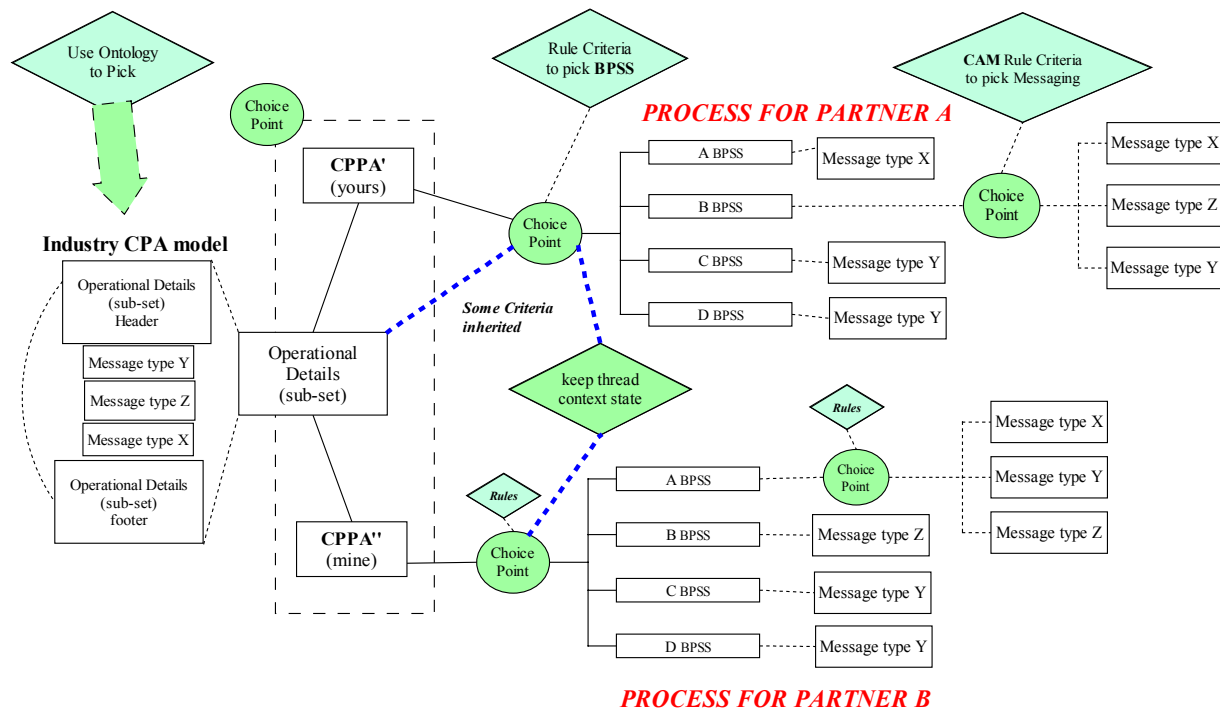 Use Ontology
to Pick
Choice
Point
Rule Criteria
to pick BPSS
CAM Rule Criteria
to pick Messaging
PROCESS FOR PARTNER A
CPPA'
(yours)
Choice
Point
A BPSS
B BPSS
C BPSS
D BPSS
Message type X
Message type Y
Message type Y
Choice
Point
Message type X
Message type Z
Message type Y
Industry CPA model
Operational Details
(sub-set)
Header
Message type Y
Message type Z
Message type X
Operational Details
(sub-set)
footer
Operational
Details
(sub-set)
Some Criteria
inherited
keep thread
context state
CPPA''
(mine)
Rules
Choice
Point
A BPSS
B BPSS
C BPSS
D BPSS
Rules
Choice
Point
Message type Z
Message type Y
Message type Y
Message type X
Message type Y
Message type Z
PROCESS FOR PARTNER B